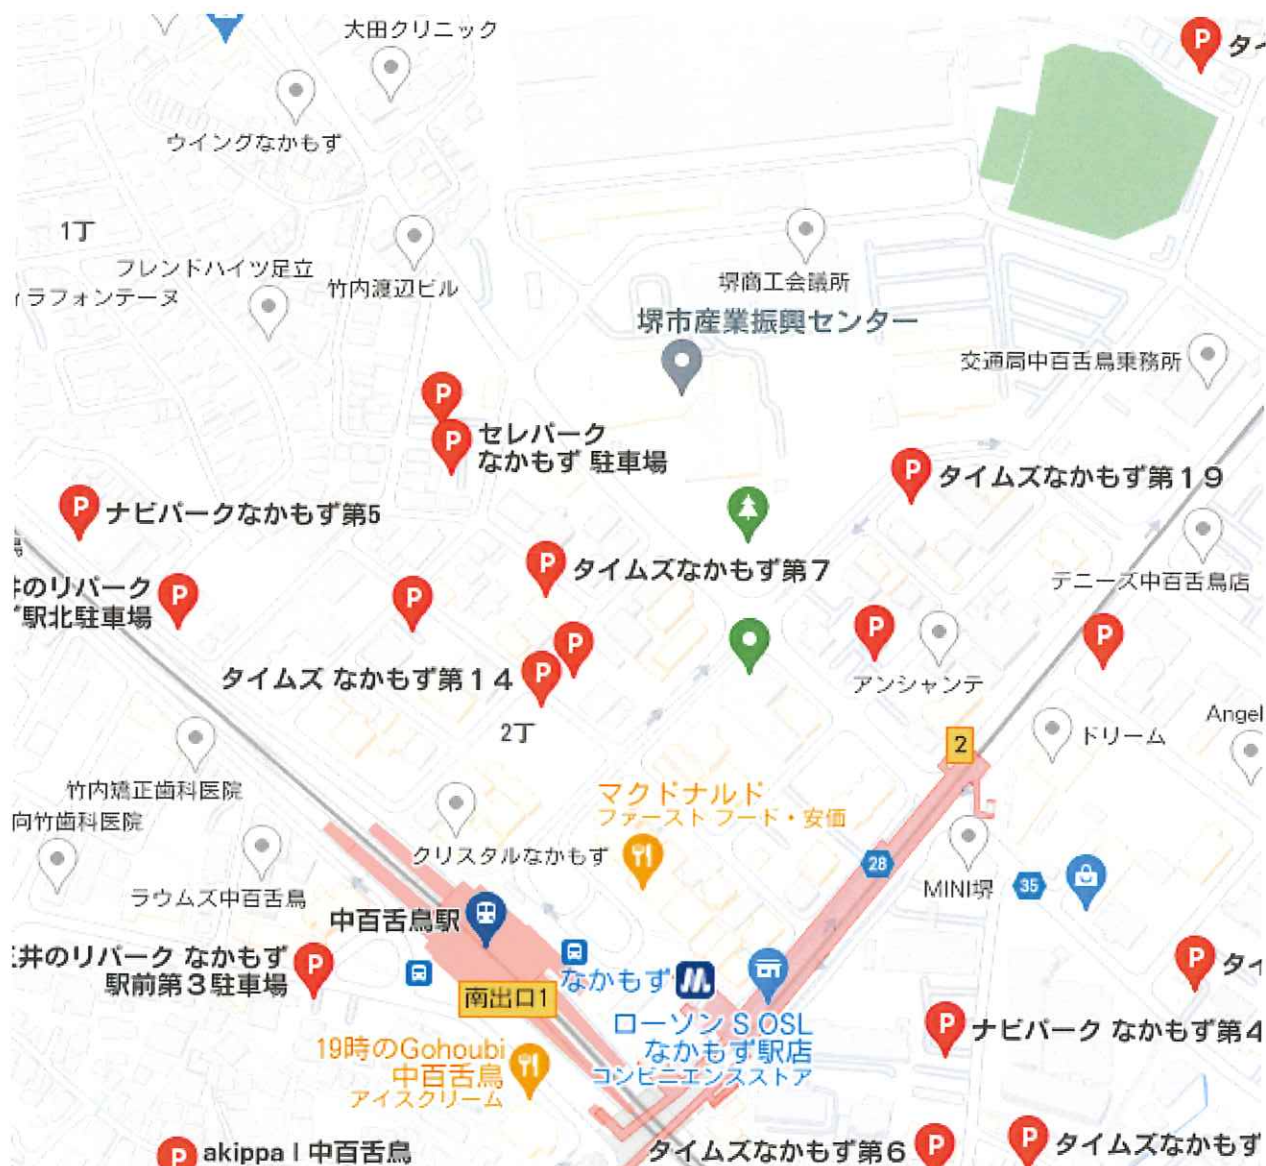 大田クリニック
タイ
ウイングなかもず
1丁
フレンドハイツ足立
ィラフォンテーヌ
竹内渡辺ビル
堺商工会議所
堺市産業振興センター
交通局中百舌鳥乗務所
P
P
P
セレパーク
なかもず 駐車場
P
タイムズなかもず第19
P
ナビパークなかもず第5
P
タイムズなかもず第7
デニーズ中百舌鳥店
井のリパーク
駅北駐車場
P
P
P
P
P
タイムズ なかもず第14
P
アンシャンテ
2丁
2
ドリーム
Angel
竹内矯正歯科医院
向竹歯科医院
マクドナルド
ファースト フード・安価
クリスタルなかもず
28
MINI堺
35
ラウムズ中百舌鳥
中百舌鳥駅
井のリパーク なかもず
駅前第3駐車場
P
南出口1
なかもず
P
タイ
ローソン S OSL
なかもず駅店
コンビニエンスストア
P
ナビパーク なかもず第4
19時のGohoubi
中百舌鳥
アイスクリーム
P
akippa | 中百舌鳥
タイムズなかもず第6
P
P
タイムズなかもず